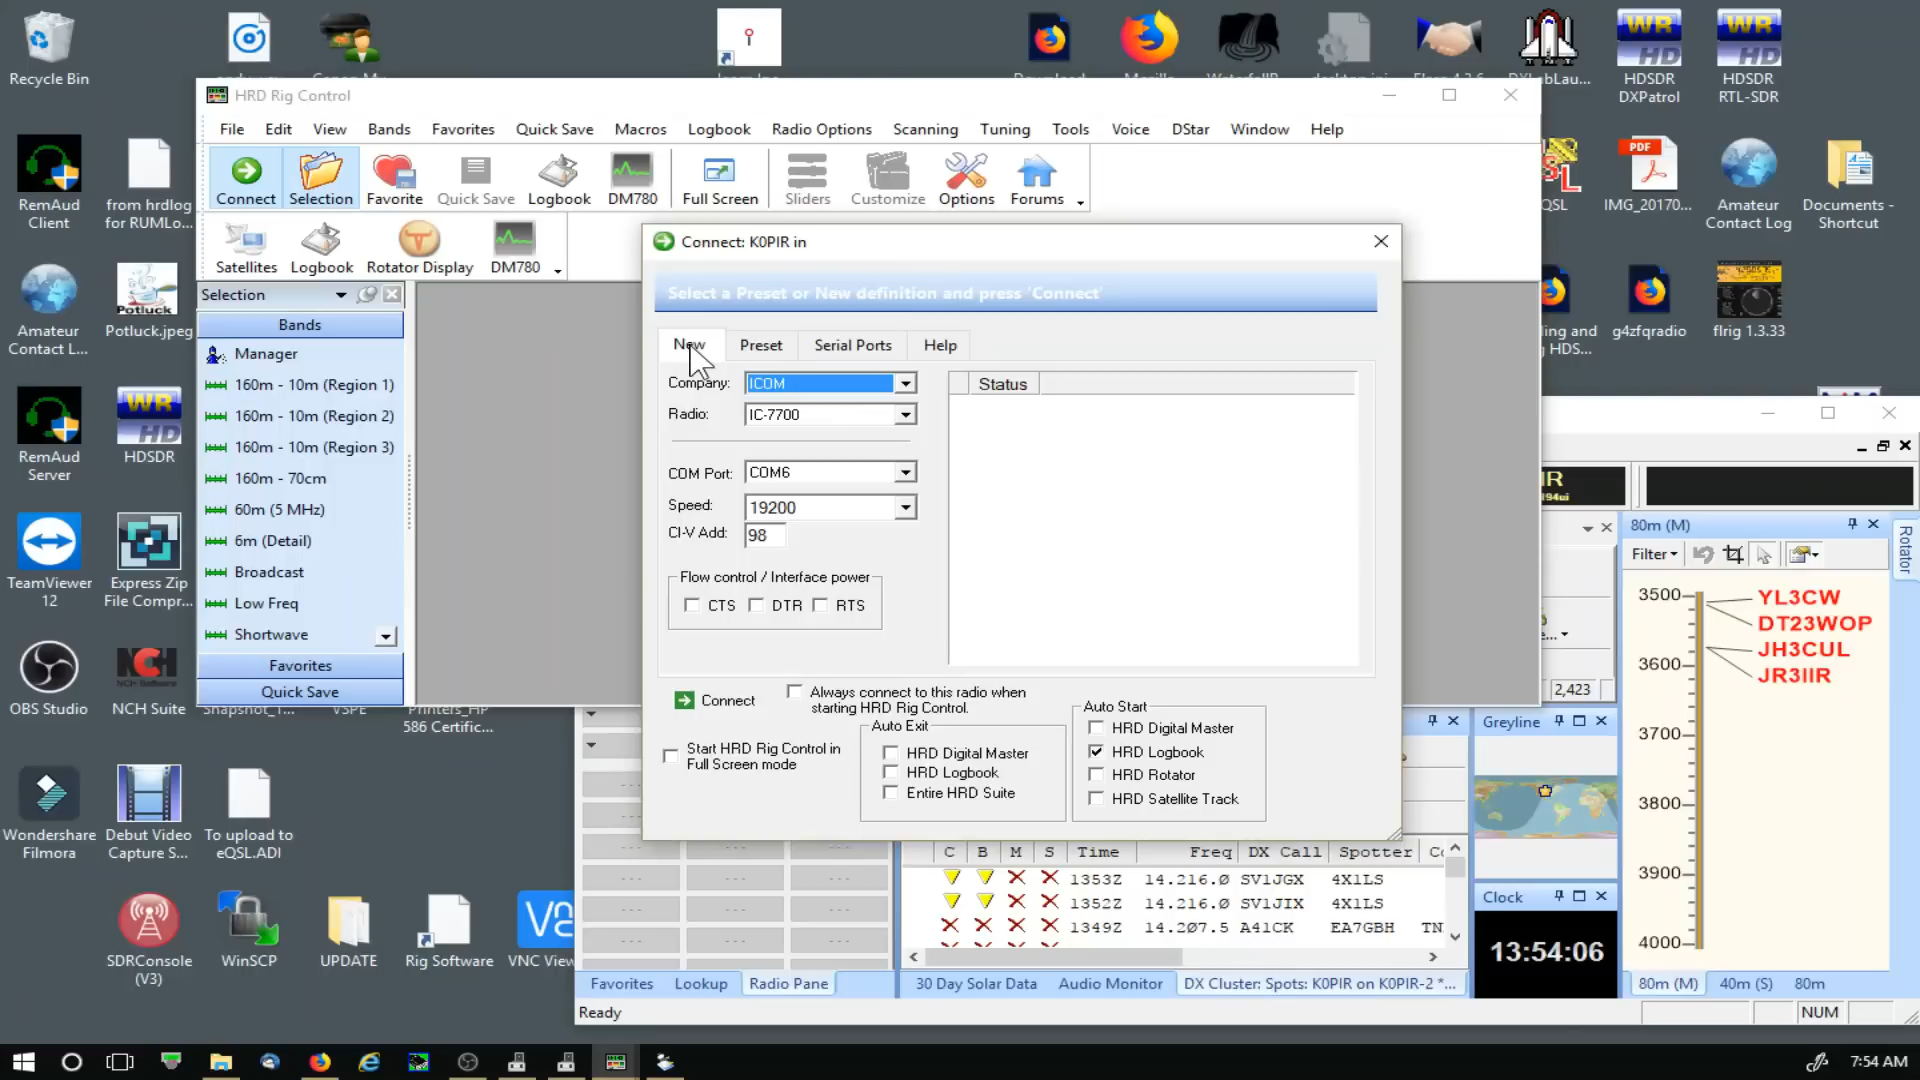 Recycle Bin
HDSDR
DXPatrol
HDSDR
RTL-SDR
HRD Rig Control
File Edit View Bands Favorites Quick Save Macros Logbook Radio Options Scanning Tuning Tools Voice DStar Window Help
Connect Selection Favorite Quick Save Logbook DM780 Full Screen Sliders Customize Options Forums
Satellites Logbook Rotator Display DM780
RemAud
Client
from hrdlog
for RUMLo...
QSL
PDF
IMG_20170...
Amateur
Contact Log
Documents -
Shortcut
Connect: K0PIR in
Select a Preset or New definition and press 'Connect'
New Preset Serial Ports Help
Company: ICOM
Radio: IC-7700
COM Port: COM6
Speed: 19200
CI-V Add: 98
Flow control / Interface power
CTS DTR RTS
Status
Connect
Always connect to this radio when
starting HRD Rig Control.
Start HRD Rig Control in
Full Screen mode
Auto Exit
HRD Digital Master
HRD Logbook
Entire HRD Suite
Auto Start
HRD Digital Master
HRD Logbook
HRD Rotator
HRD Satellite Track
Selection
Bands
Manager
160m - 10m (Region 1)
160m - 10m (Region 2)
160m - 10m (Region 3)
160m - 70cm
60m (5 MHz)
6m (Detail)
Broadcast
Low Freq
Shortwave
Favorites
Quick Save
Amateur
Contact L...
Potluck
Potluck.jpeg
ling and
HDS...
g4zfqradio
flrig 1.3.33
RemAud
Server
WR
HD
HDSDR
TeamViewer
12
Express Zip
File Compr...
OBS Studio
NCH Software
NCH Suite
Snapshot_1...
VSPE
Printers_HP
586 Certific...
Wondershare
Filmora
Debut Video
Capture S...
To upload to
eQSL.ADI
SDRConsole
(V3)
WinSCP
UPDATE
Rig Software
VNC View
IR
194ui
80m (M)
Filter
Rotator
3500
3600
3700
3800
3900
4000
YL3CW
DT23WOP
JH3CUL
JR3IIR
2,423
Greyline
Clock
13:54:06
C B M S Time Freq DX Call Spotter
1353Z 14.216.0 SV1JGX 4X1LS
1352Z 14.216.0 SV1JIX 4X1LS
1349Z 14.207.5 A41CK EA7GBH TN
Favorites Lookup Radio Pane
30 Day Solar Data Audio Monitor DX Cluster: Spots: K0PIR on K0PIR-2 *...
80m (M) 40m (S) 80m
Ready
NUM
7:54 AM